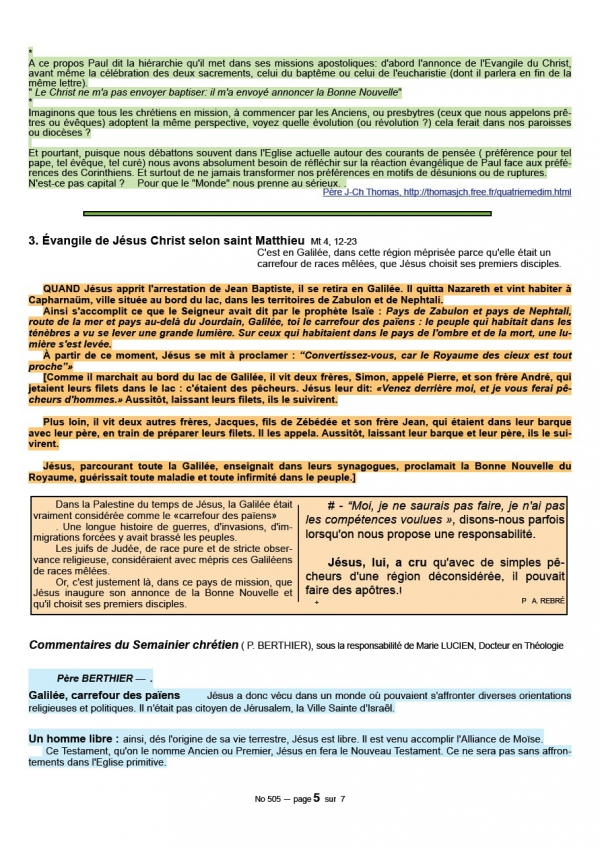 *
A ce propos Paul dit la hiérarchie qu'il met dans ses missions apostoliques: d'abord l'annonce de l'Evangile du Christ,
avant même la célébration des deux sacrements, celui du baptême ou celui de l'eucharistie (dont il parlera en fin de la
même lettre).
" Le Christ ne m'a pas envoyer baptiser: il m'a envoyé annoncer la Bonne Nouvelle"
*
Imaginons que tous les chrétiens en mission, à commencer par les Anciens, ou presbytres (ceux que nous appelons prê-
tres ou évêques) adoptent la même perspective, voyez quelle évolution (ou révolution ?) cela ferait dans nos paroisses
ou diocèses ?
Et pourtant, puisque nous débattons souvent dans l'Eglise actuelle autour des courants de pensée ( préférence pour tel
pape, tel évêque, tel curé) nous avons absolument besoin de réfléchir sur la réaction évangélique de Paul face aux préfé-
rences des Corinthiens. Et surtout de ne jamais transformer nos préférences en motifs de désunions ou de ruptures.
N'est-ce pas capital ? Pour que le "Monde" nous prenne au sérieux. .
Père J-Ch Thomas, http://thomasjch.free.fr/quatriemedim.html
3. Évangile de Jésus Christ selon saint Matthieu Mt 4, 12-23
C'est en Galilée, dans cette région méprisée parce qu'elle était un
carrefour de races mêlées, que Jésus choisit ses premiers disciples.
QUAND Jésus apprit l'arrestation de Jean Baptiste, il se retira en Galilée. Il quitta Nazareth et vint habiter à
Capharnaüm, ville située au bord du lac, dans les territoires de Zabulon et de Nephtali.
Ainsi s'accomplit ce que le Seigneur avait dit par le prophète Isaïe : Pays de Zabulon et pays de Nephtali,
route de la mer et pays au-delà du Jourdain, Galilée, toi le carrefour des païens : le peuple qui habitait dans les
ténèbres a vu se lever une grande lumière. Sur ceux qui habitaient dans le pays de l'ombre et de la mort, une lu-
mière s'est levée.
À partir de ce moment, Jésus se mit à proclamer : “Convertissez-vous, car le Royaume des cieux est tout
proche”»
[Comme il marchait au bord du lac de Galilée, il vit deux frères, Simon, appelé Pierre, et son frère André, qui
jetaient leurs filets dans le lac : c'étaient des pêcheurs. Jésus leur dit: «Venez derrière moi, et je vous ferai pê-
cheurs d'hommes.» Aussitôt, laissant leurs filets, ils le suivirent.
Plus loin, il vit deux autres frères, Jacques, fils de Zébédée et son frère Jean, qui étaient dans leur barque
avec leur père, en train de préparer leurs filets. Il les appela. Aussitôt, laissant leur barque et leur père, ils le sui-
virent.
Jésus, parcourant toute la Galilée, enseignait dans leurs synagogues, proclamait la Bonne Nouvelle du
Royaume, guérissait toute maladie et toute infirmité dans le peuple.]
Dans la Palestine du temps de Jésus, la Galilée était
vraiment considérée comme le «carrefour des païens»
. Une longue histoire de guerres, d'invasions, d'im-
migrations forcées y avait brassé les peuples.
Les juifs de Judée, de race pure et de stricte obser-
vance religieuse, considéraient avec mépris ces Galiléens
de races mêlées.
Or, c'est justement là, dans ce pays de mission, que
Jésus inaugure son annonce de la Bonne Nouvelle et
qu'il choisit ses premiers disciples.
# - “Moi, je ne saurais pas faire, je n'ai pas
les compétences voulues », disons-nous parfois
lorsqu'on nous propose une responsabilité.
Jésus, lui, a cru qu'avec de simples pê-
cheurs d'une région déconsidérée, il pouvait
faire des apôtres.!
+ P A. REBRÉ
Commentaires du Semainier chrétien ( P. BERTHIER), sous la responsabilité de Marie LUCIEN, Docteur en Théologie
Père BERTHIER — .
Galilée, carrefour des païens Jésus a donc vécu dans un monde où pouvaient s'affronter diverses orientations
religieuses et politiques. Il n'était pas citoyen de Jérusalem, la Ville Sainte d'Israël.
Un homme libre : ainsi, dés l'origine de sa vie terrestre, Jésus est libre. Il est venu accomplir l'Alliance de Moïse.
Ce Testament, qu'on le nomme Ancien ou Premier, Jésus en fera le Nouveau Testament. Ce ne sera pas sans affron-
tements dans l'Eglise primitive.
No 505 — page 5 sur 7